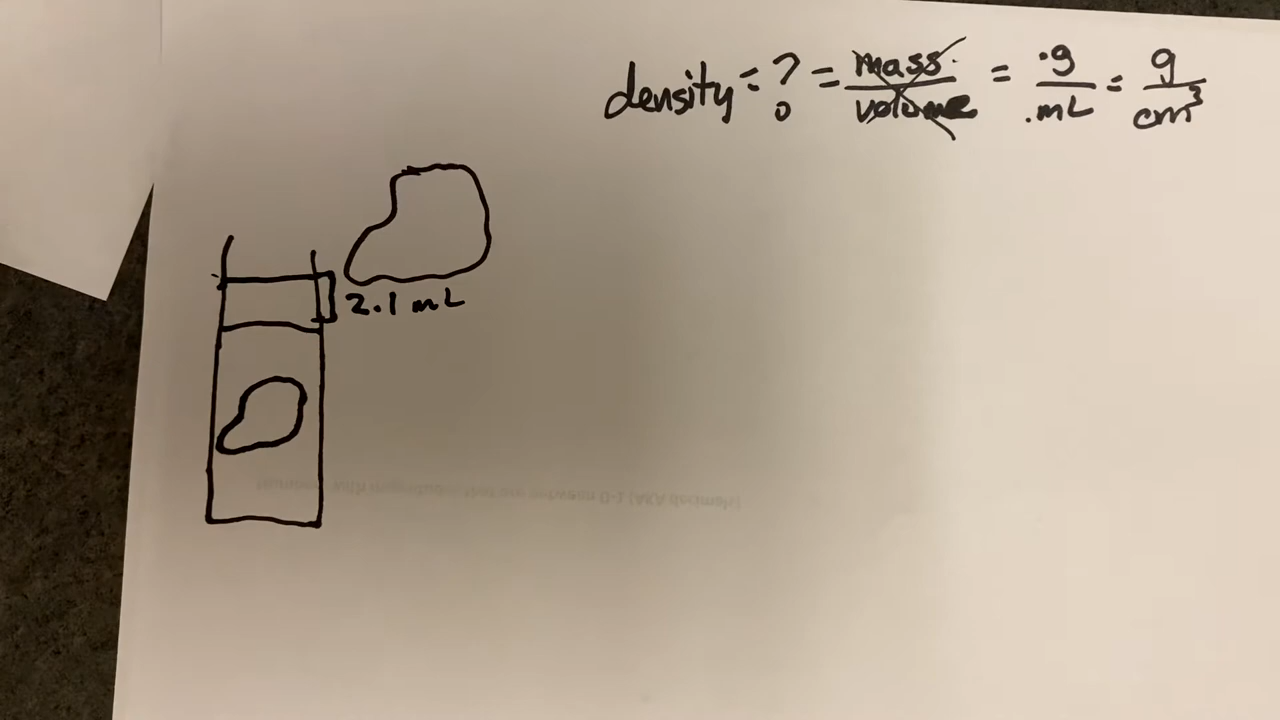 density = ? = mass / volume = g / mL = g / cm³
2.1 mL